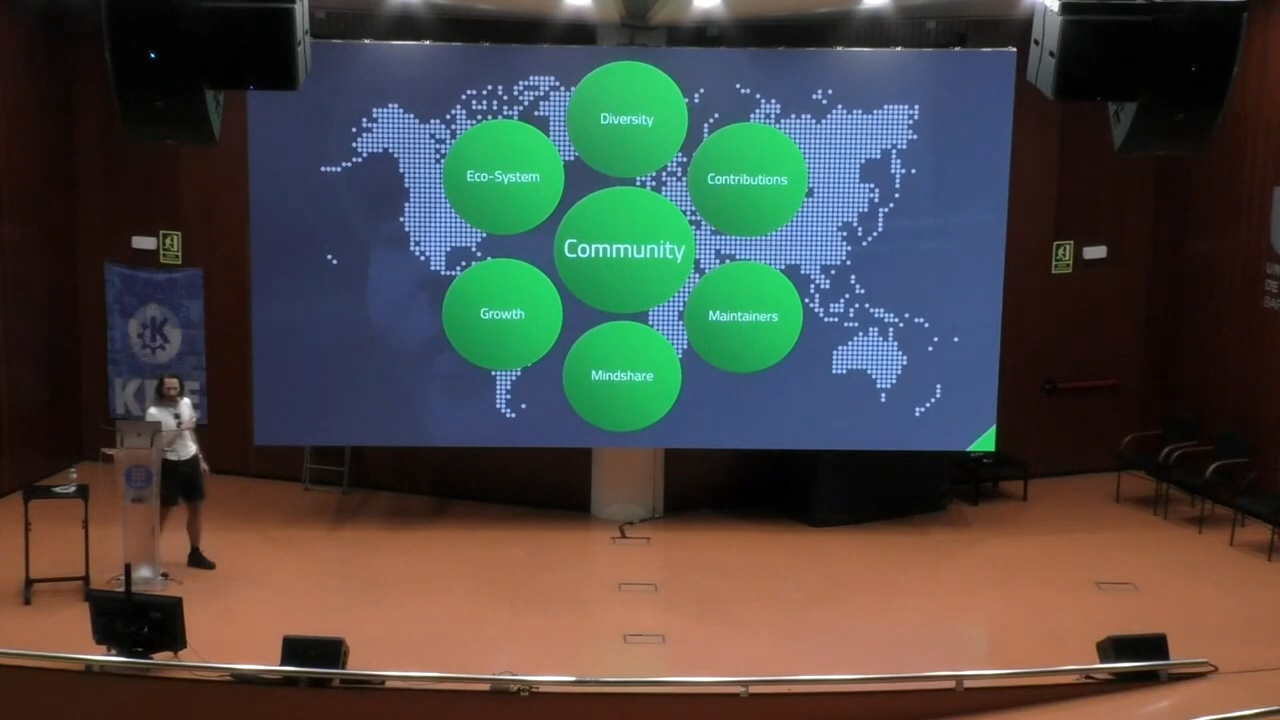 Diversity
Eco-System
Contributions
Community
Growth
Maintainers
Mindshare
KDE